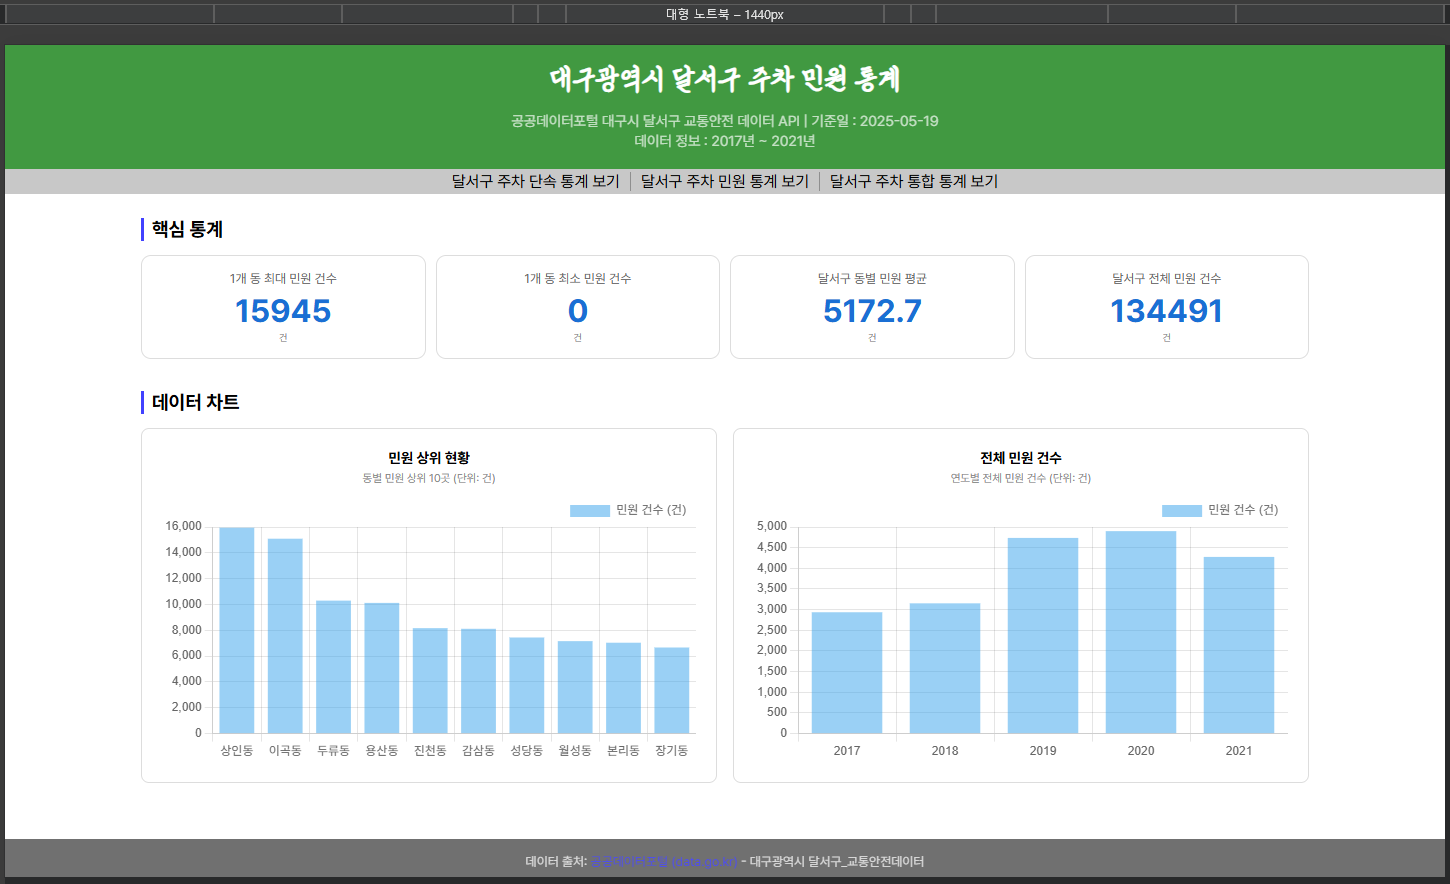 대형 노트북 – 1440px
대구광역시 달서구 주차 민원 통계
공공데이터포털 대구시 달서구 교통안전 데이터 API | 기준일 : 2025-05-19
데이터 정보 : 2017년 ~ 2021년
달서구 주차 단속 통계 보기 달서구 주차 민원 통계 보기 달서구 주차 통합 통계 보기
핵심 통계
1개 동 최대 민원 건수
15945
건
1개 동 최소 민원 건수
0
건
달서구 동별 민원 평균
5172.7
건
달서구 전체 민원 건수
134491
건
데이터 차트
민원 상위 현황
동별 민원 상위 10곳 (단위: 건)
민원 건수 (건)
16,000
14,000
12,000
10,000
8,000
6,000
4,000
2,000
0
상인동 이곡동 두류동 용산동 진천동 감삼동 성당동 월성동 본리동 장기동
전체 민원 건수
연도별 전체 민원 건수 (단위: 건)
민원 건수 (건)
5,000
4,500
4,000
3,500
3,000
2,500
2,000
1,500
1,000
500
0
2017 2018 2019 2020 2021
데이터 출처: 공공데이터포털 (data.go.kr) - 대구광역시 달서구_교통안전데이터